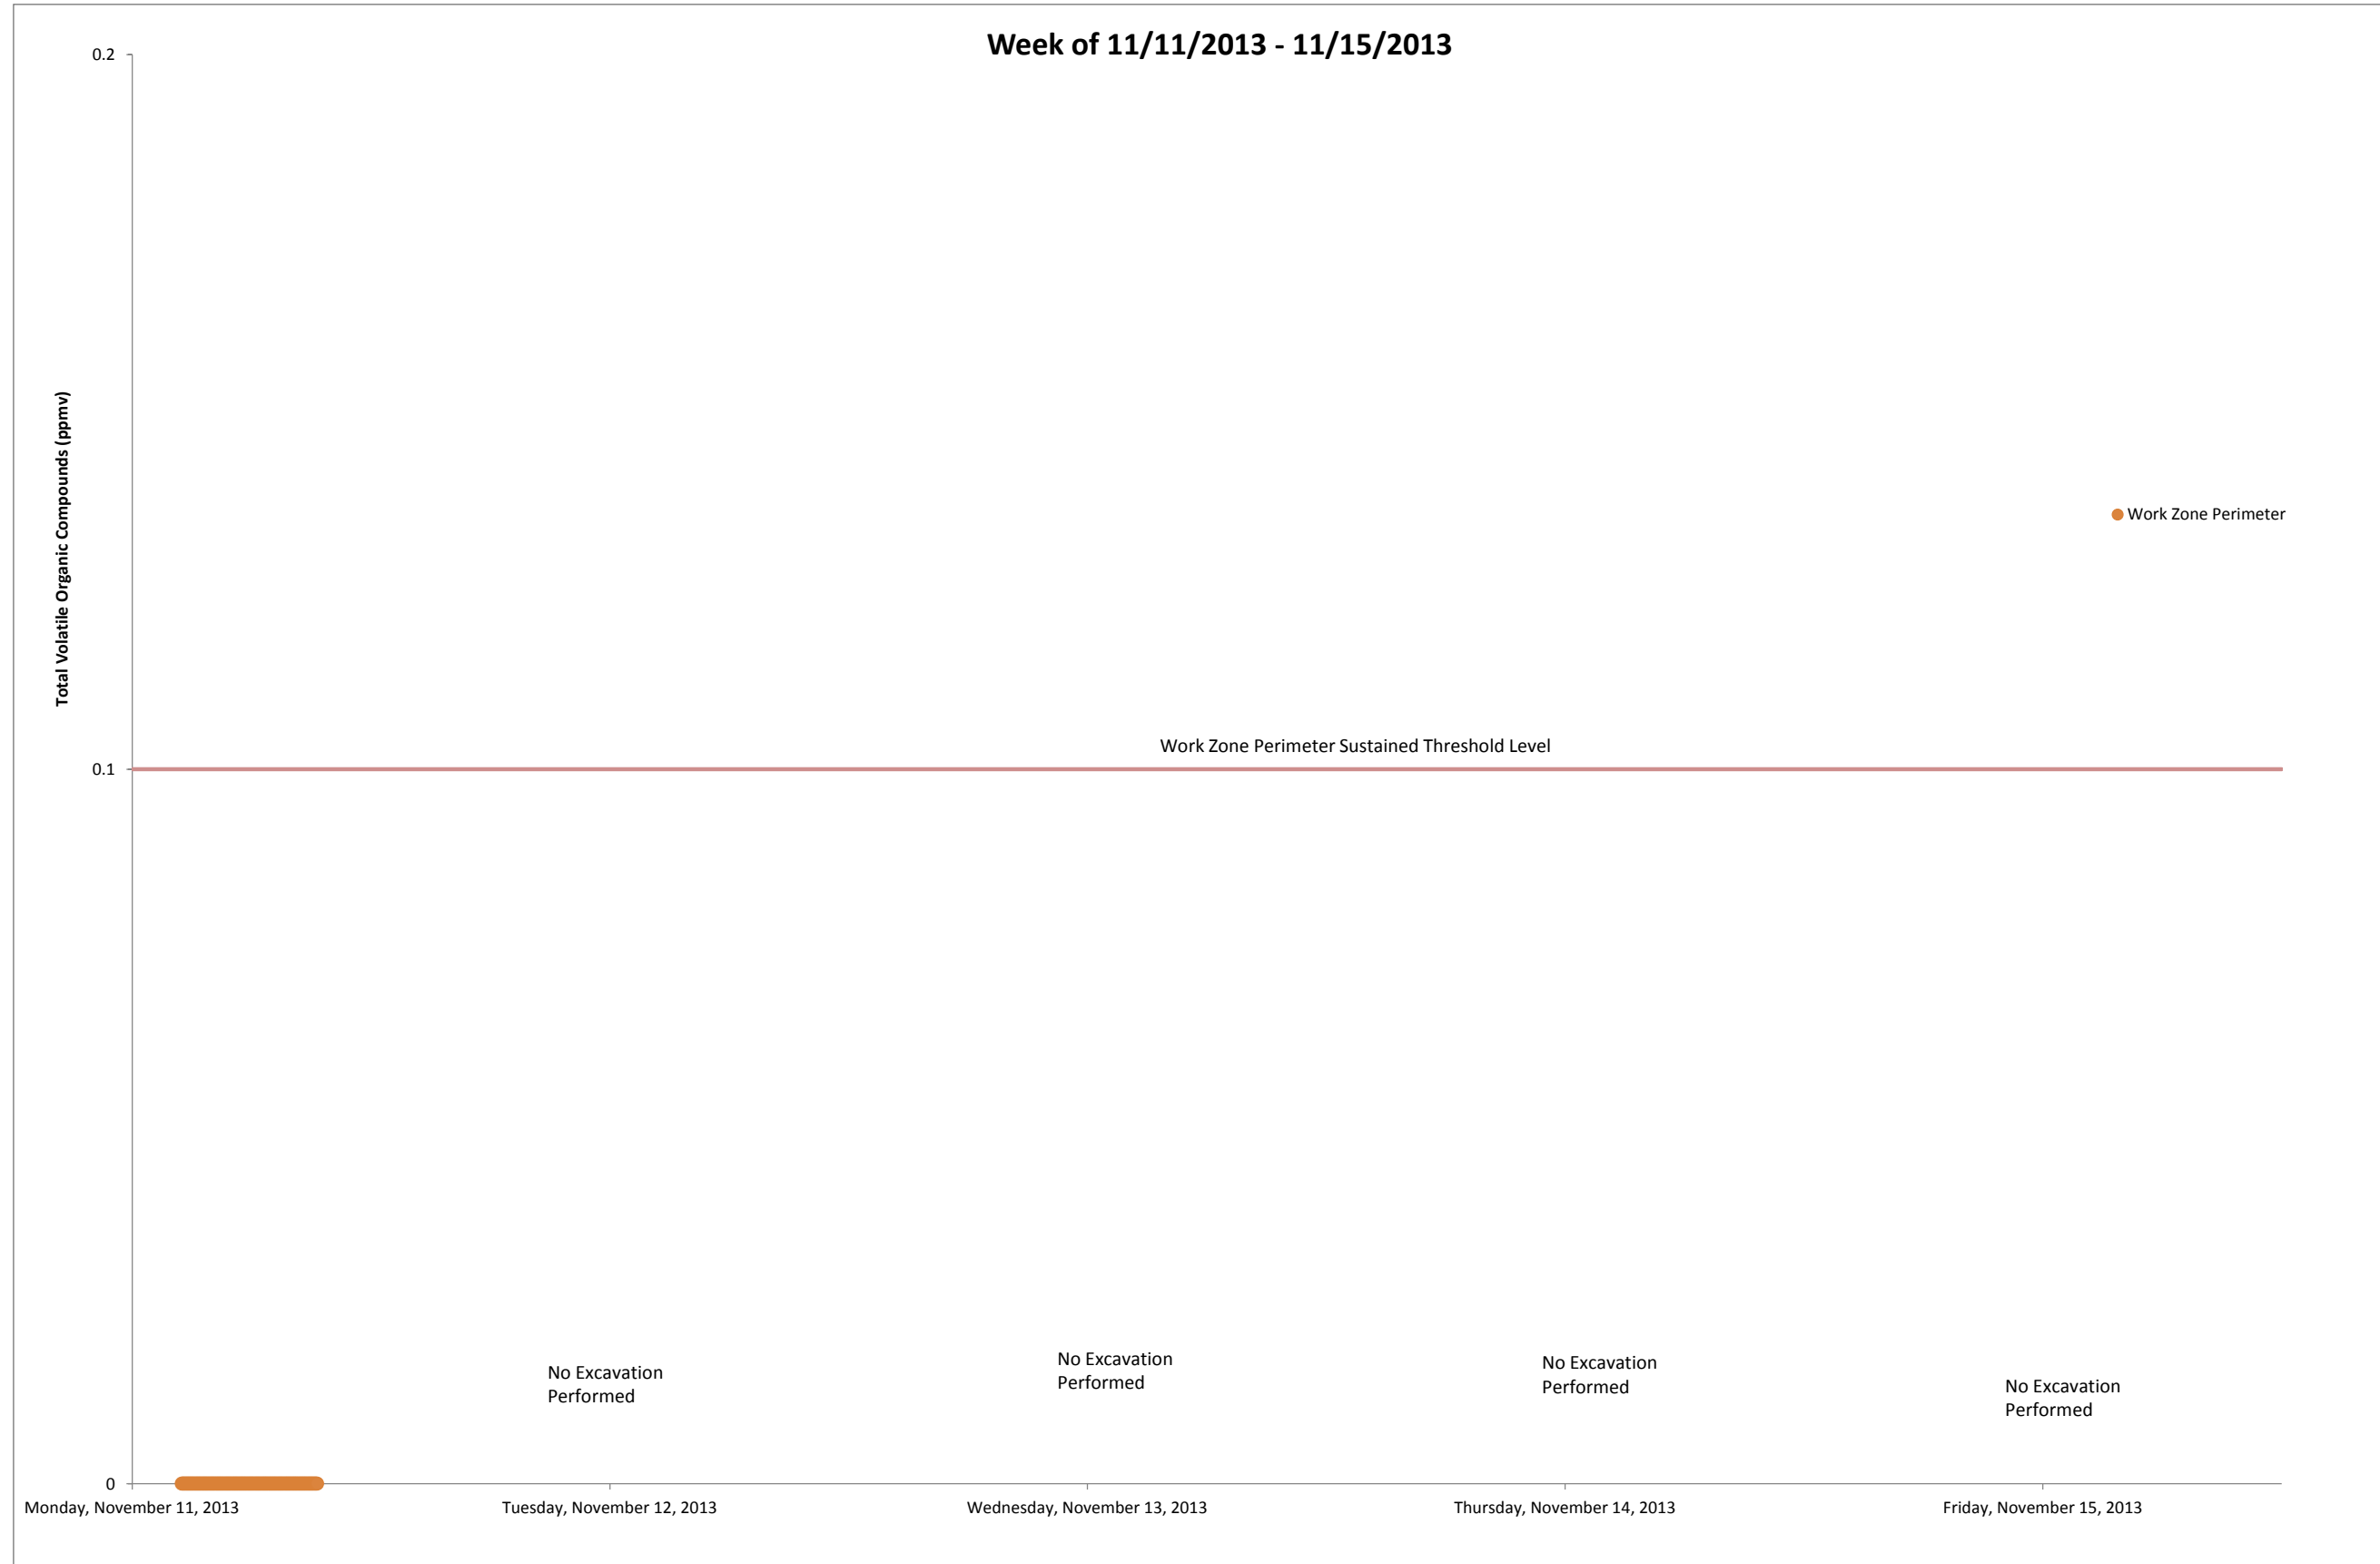 Week of 11/11/2013 - 11/15/2013
0.2
Total Volatile Organic Compounds (ppmv)
Work Zone Perimeter
Work Zone Perimeter Sustained Threshold Level
0.1
No Excavation
Performed
No Excavation
Performed
No Excavation
Performed
No Excavation
Performed
0
Monday, November 11, 2013
Tuesday, November 12, 2013
Wednesday, November 13, 2013
Thursday, November 14, 2013
Friday, November 15, 2013